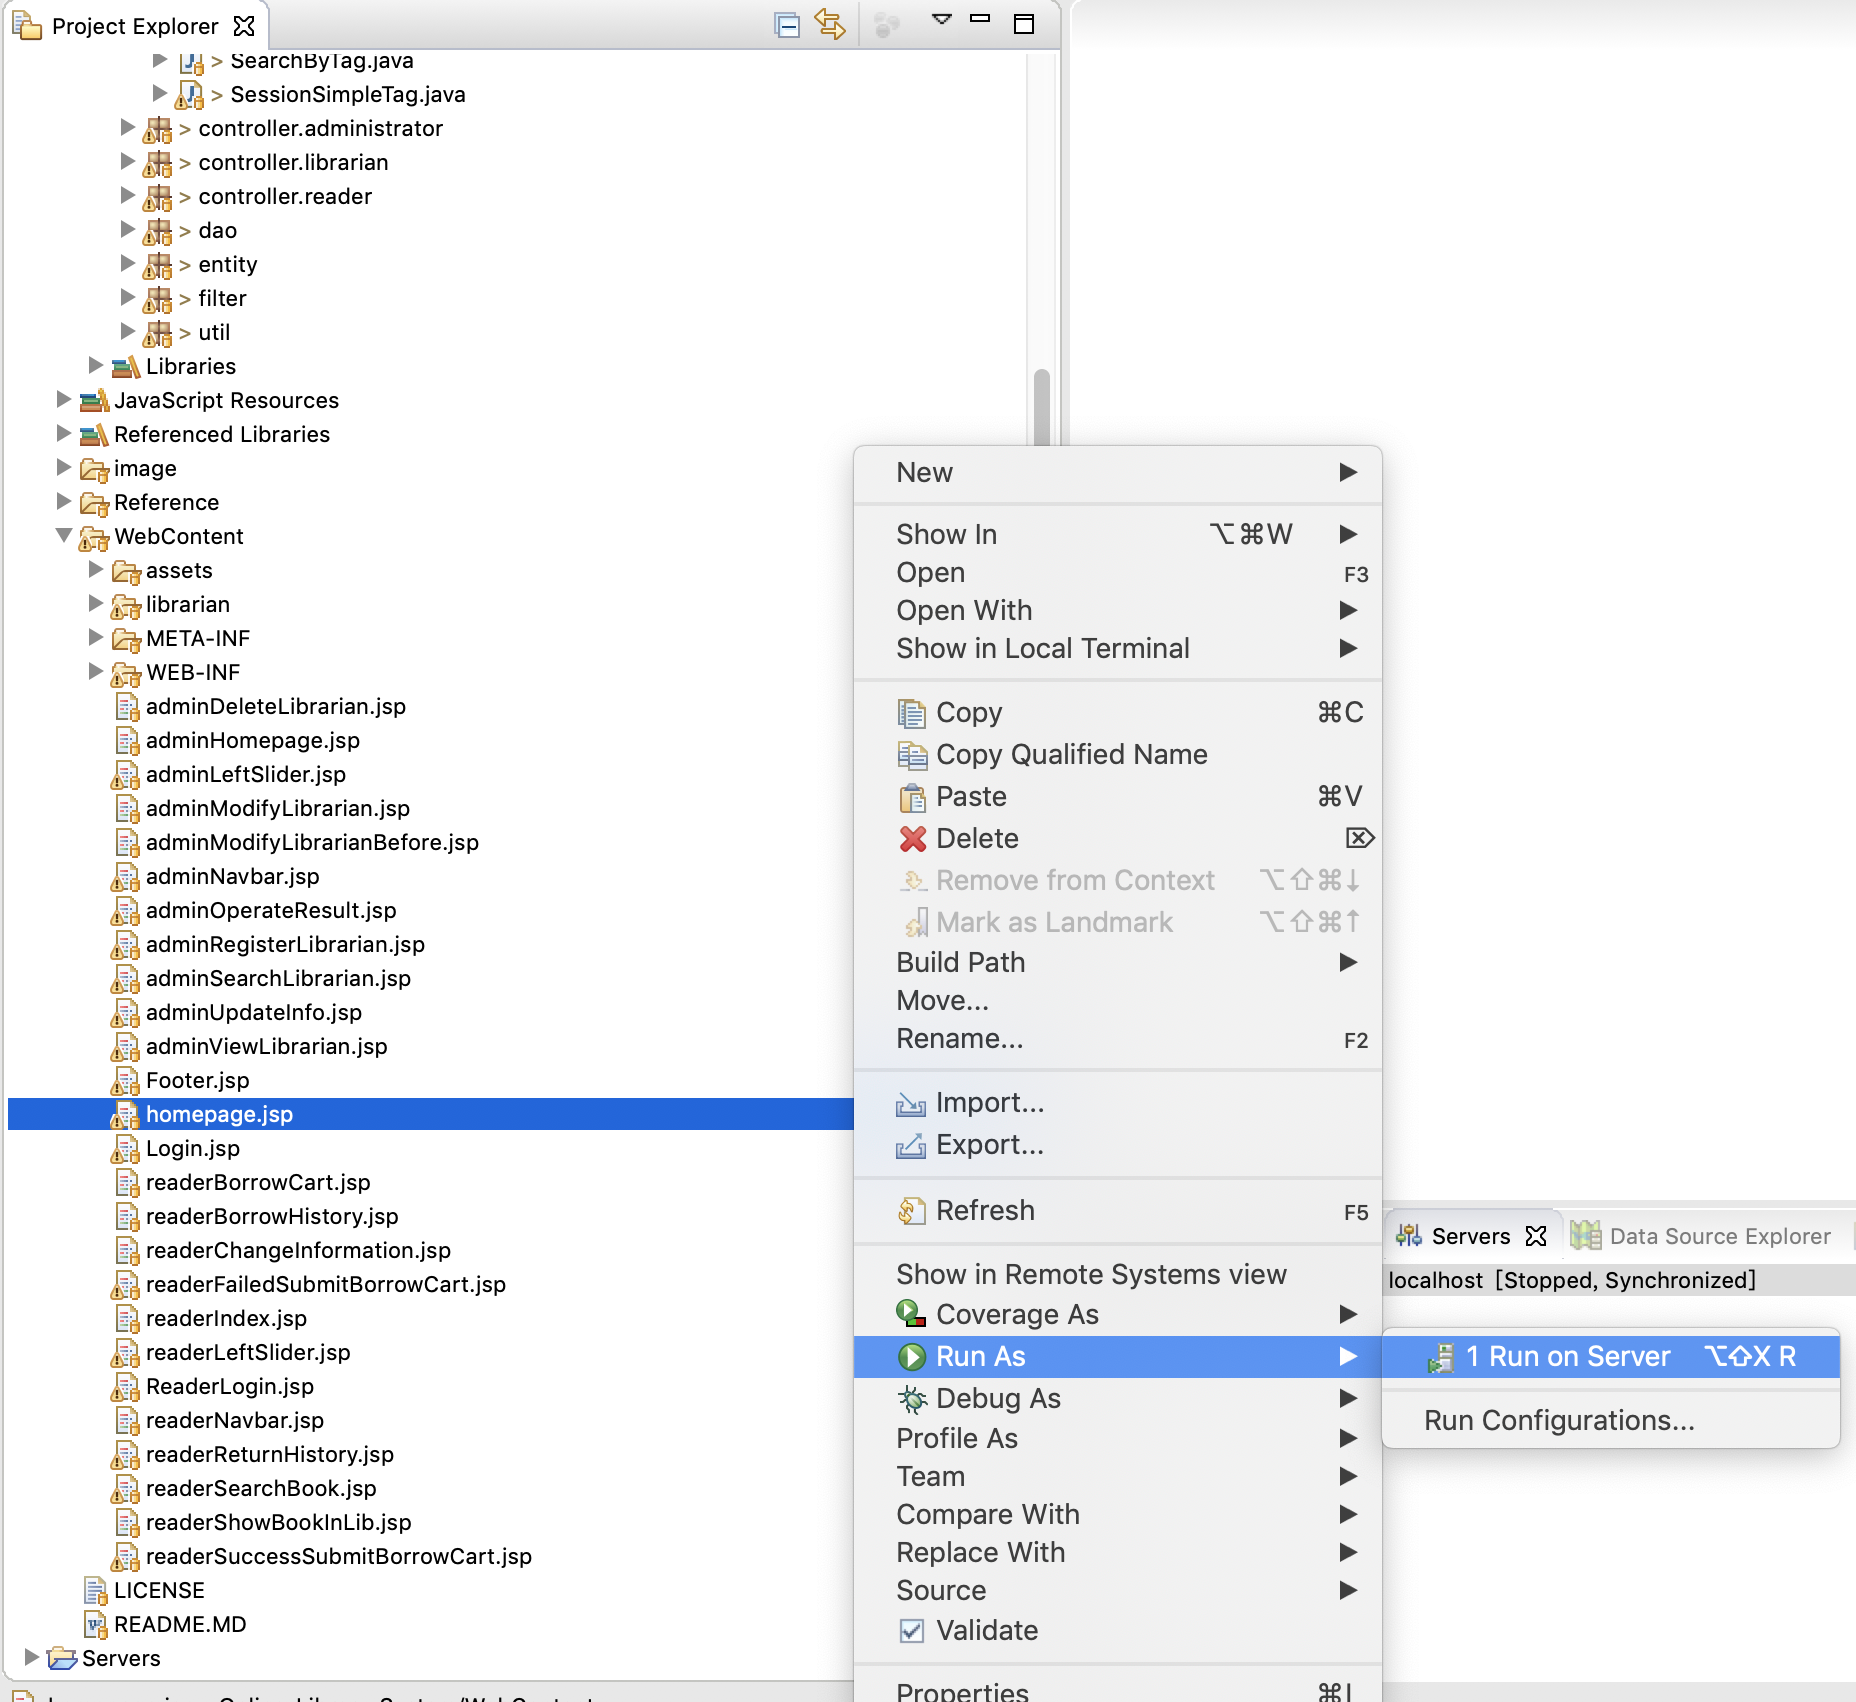 Project Explorer
> SearchByTag.java
> SessionSimpleTag.java
> controller.administrator
> controller.librarian
> controller.reader
> dao
> entity
> filter
> util
Libraries
JavaScript Resources
Referenced Libraries
image
Reference
WebContent
assets
librarian
META-INF
WEB-INF
adminDeleteLibrarian.jsp
adminHomepage.jsp
adminLeftSlider.jsp
adminModifyLibrarian.jsp
adminModifyLibrarianBefore.jsp
adminNavbar.jsp
adminOperateResult.jsp
adminRegisterLibrarian.jsp
adminSearchLibrarian.jsp
adminUpdateInfo.jsp
adminViewLibrarian.jsp
Footer.jsp
homepage.jsp
Login.jsp
readerBorrowCart.jsp
readerBorrowHistory.jsp
readerChangeInformation.jsp
readerFailedSubmitBorrowCart.jsp
readerIndex.jsp
readerLeftSlider.jsp
ReaderLogin.jsp
readerNavbar.jsp
readerReturnHistory.jsp
readerSearchBook.jsp
readerShowBookInLib.jsp
readerSuccessSubmitBorrowCart.jsp
LICENSE
README.MD
Servers
New
Show In ⌥⌘W
Open F3
Open With
Show in Local Terminal
Copy ⌘C
Copy Qualified Name
Paste ⌘V
Delete ⌦
Remove from Context ⌥⇧⌘↓
Mark as Landmark ⌥⇧⌘↑
Build Path
Move...
Rename... F2
Import...
Export...
Refresh F5
Show in Remote Systems view
Coverage As
Run As
Debug As
Profile As
Team
Compare With
Replace With
Source
Validate
Properties ⌘I
Servers
Data Source Explorer
localhost [Stopped, Synchronized]
1 Run on Server ⌥⇧X R
Run Configurations...